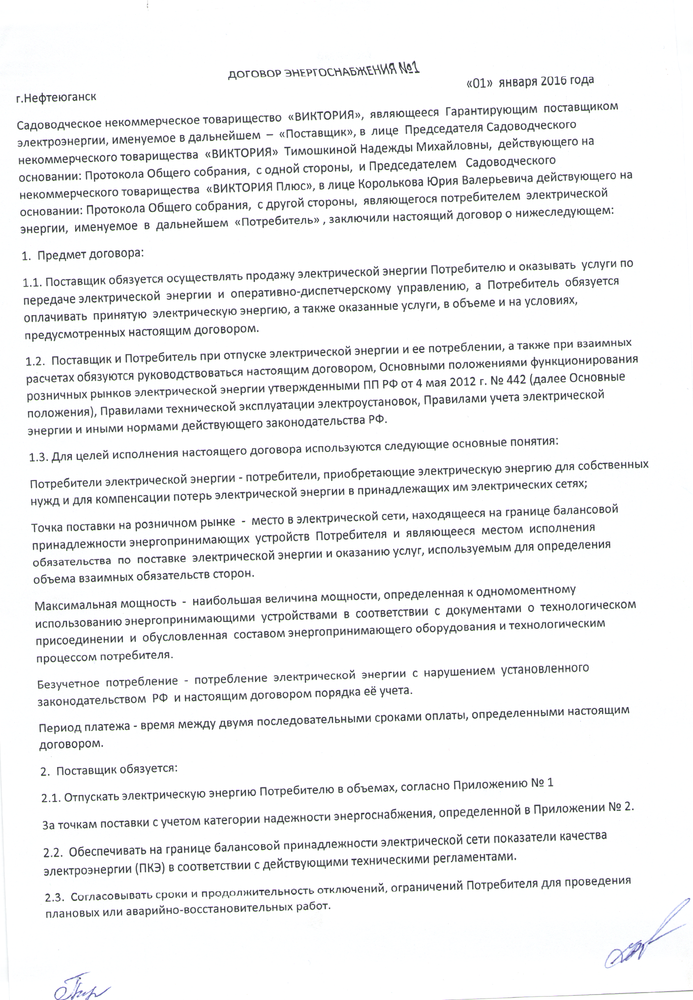 ДОГОВОР ЭНЕРГОСНАБЖЕНИЯ №1
«01» января 2016 года
г.Нефтеюганск
Садоводческое некоммерческое товарищество «ВИКТОРИЯ», являющееся Гарантирующим поставщиком
электроэнергии, именуемое в дальнейшем – «Поставщик», в лице Председателя Садоводческого
некоммерческого товарищества «ВИКТОРИЯ» Тимошкиной Надежды Михайловны, действующего на
основании: Протокола Общего собрания, с одной стороны, и Председателем Садоводческого
некоммерческого товарищества «ВИКТОРИЯ Плюс», в лице Королькова Юрия Валерьевича действующего на
основании: Протокола Общего собрания, с другой стороны, являющегося потребителем электрической
энергии, именуемое в дальнейшем «Потребитель» , заключили настоящий договор о нижеследующем:
1. Предмет договора:
1.1. Поставщик обязуется осуществлять продажу электрической энергии Потребителю и оказывать услуги по
передаче электрической энергии и оперативно-диспетчерскому управлению, а Потребитель обязуется
оплачивать принятую электрическую энергию, а также оказанные услуги, в объеме и на условиях,
предусмотренных настоящим договором.
1.2. Поставщик и Потребитель при отпуске электрической энергии и ее потреблении, а также при взаимных
расчетах обязуются руководствоваться настоящим договором, Основными положениями функционирования
розничных рынков электрической энергии утвержденными ПП РФ от 4 мая 2012 г. № 442 (далее Основные
положения), Правилами технической эксплуатации электроустановок, Правилами учета электрической
энергии и иными нормами действующего законодательства РФ.
1.3. Для целей исполнения настоящего договора используются следующие основные понятия:
Потребители электрической энергии - потребители, приобретающие электрическую энергию для собственных
нужд и для компенсации потерь электрической энергии в принадлежащих им электрических сетях;
Точка поставки на розничном рынке - место в электрической сети, находящееся на границе балансовой
принадлежности энергопринимающих устройств Потребителя и являющееся местом исполнения
обязательства по поставке электрической энергии и оказанию услуг, используемым для определения
объема взаимных обязательств сторон.
Максимальная мощность - наибольшая величина мощности, определенная к одномоментному
использованию энергопринимающими устройствами в соответствии с документами о технологическом
присоединении и обусловленная составом энергопринимающего оборудования и технологическим
процессом потребителя.
Безучетное потребление - потребление электрической энергии с нарушением установленного
законодательством РФ и настоящим договором порядка её учета.
Период платежа - время между двумя последовательными сроками оплаты, определенными настоящим
договором.
2. Поставщик обязуется:
2.1. Отпускать электрическую энергию Потребителю в объемах, согласно Приложению № 1
За точкам поставки с учетом категории надежности энергоснабжения, определенной в Приложении № 2.
2.2. Обеспечивать на границе балансовой принадлежности электрической сети показатели качества
электроэнергии (ПКЭ) в соответствии с действующими техническими регламентами.
2.3. Согласовывать сроки и продолжительность отключений, ограничений Потребителя для проведения
плановых или аварийно-восстановительных работ.